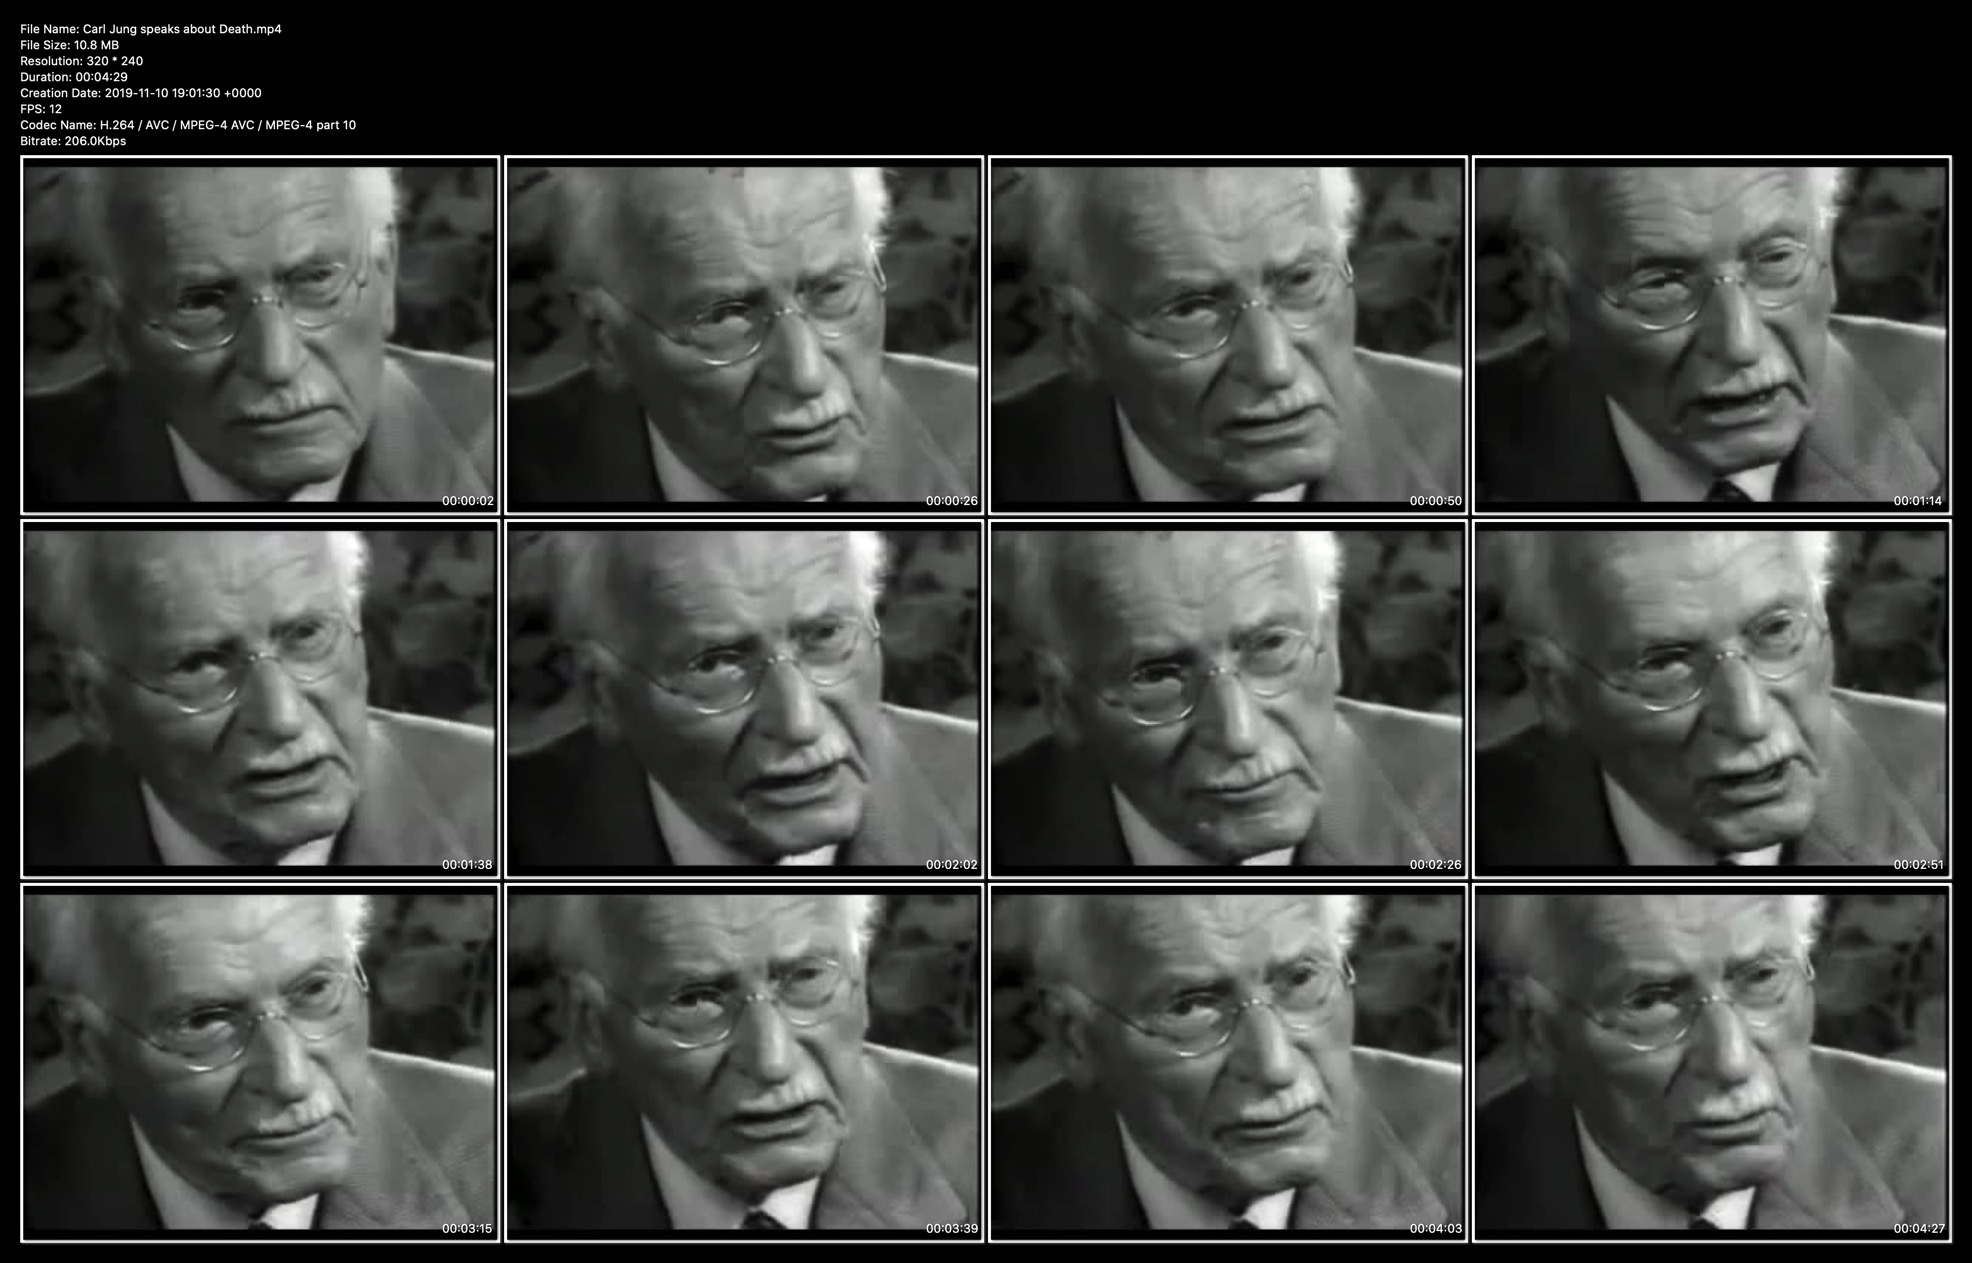 File Name: Carl Jung speaks about Death.mp4
File Size: 10.8 MB
Resolution: 320 * 240
Duration: 00:04:29
Creation Date: 2019-11-10 19:01:30 +0000
FPS: 12
Codec Name: H.264 / AVC / MPEG-4 AVC / MPEG-4 part 10
Bitrate: 206.0Kbps
00:00:02
00:00:26
00:00:50
00:01:14
00:01:38
00:02:02
00:02:26
00:02:51
00:03:15
00:03:39
00:04:03
00:04:27